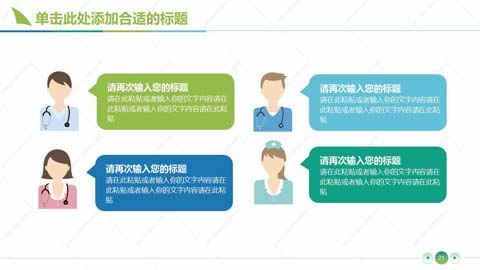 单击此处添加合适的标题
请再次输入您的标题
请在此粘贴或者输入你的文字内容请在
此粘贴或者输入你的文字内容请在此粘
贴
请再次输入您的标题
请在此粘贴或者输入你的文字内容请在
此粘贴或者输入你的文字内容请在此粘
贴
请再次输入您的标题
请在此粘贴或者输入你的文字内容请在
此粘贴或者输入你的文字内容请在此粘
贴
请再次输入您的标题
请在此粘贴或者输入你的文字内容请在
此粘贴或者输入你的文字内容请在此粘
贴
21